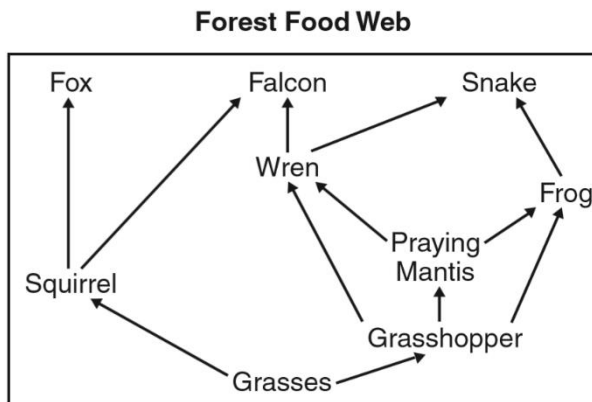 Forest Food Web
Fox
Falcon
Snake
Wren
Frog
Praying
Mantis
Squirrel
Grasshopper
Grasses